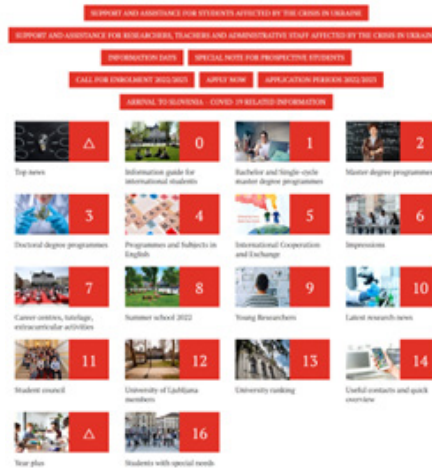 SUPPORT AND ASSISTANCE FOR STUDENTS AFFECTED BY THE CRISIS IN UKRAINE
SUPPORT AND ASSISTANCE FOR RESEARCHERS, TEACHERS AND ADMINISTRATIVE STAFF AFFECTED BY THE CRISIS IN UKRAINE
INFORMATION DAYS SPECIAL NOTE FOR PROSPECTIVE STUDENTS
CALL FOR ENROLMENT 2022/2023 APPLY NOW APPLICATION PERIODS 2022/2023
ARRIVAL TO SLOVENIA - COVID-19 RELATED INFORMATION
△ 0 1 2
Top news
Information guide for
international students
Bachelor and Single-cycle
master degree programmes
Master degree programmes
3 4 5 6
Doctoral degree programmes
Programmes and Subjects in
English
International Cooperation
and Exchange
Impressions
7 8 9 10
Career centres, tutelage,
extracurricular activities
Summer school 2022
Young Researchers
Latest research news
11 12 13 14
Student council
University of Ljubljana
members
University ranking
Useful contacts and quick
overview
△ 16
Year plus
Students with special needs